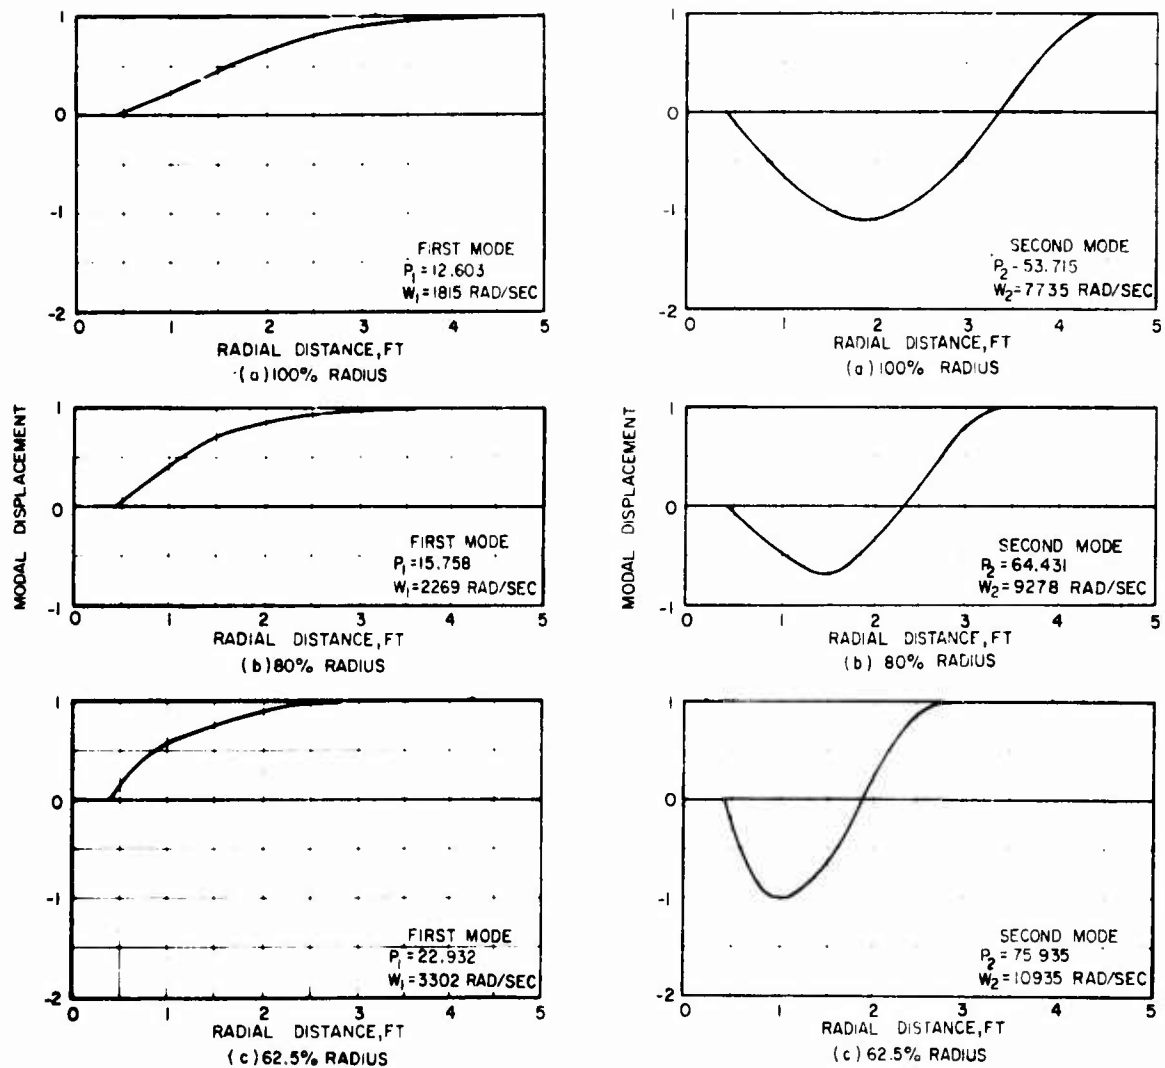 1
0
-1
-2
FIRST MODE
P1=12.603
W1=1815 RAD/SEC
0 1 2 3 4 5
RADIAL DISTANCE,FT
(a)100% RADIUS
1
0
-1
-2
SECOND MODE
P2-53.715
W2=7735 RAD/SEC
0 1 2 3 4 5
RADIAL DISTANCE,FT
(a)100% RADIUS
MODAL DISPLACEMENT
1
0
-1
FIRST MODE
P1=15.758
W1=2269 RAD/SEC
0 1 2 3 4 5
RADIAL DISTANCE,FT
(b)80% RADIUS
MODAL DISPLACEMENT
1
0
-1
SECOND MODE
P2=64.431
W2=9278 RAD/SEC
0 1 2 3 4 5
RADIAL DISTANCE,FT
(b) 80% RADIUS
1
0
-1
-2
FIRST MODE
P1=22.932
W1=3302 RAD/SEC
0 1 2 3 4 5
RADIAL DISTANCE,FT
(c)62.5% RADIUS
1
0
-1
-2
SECOND MODE
P2=75 935
W2=10935 RAD/SEC
0 1 2 3 4 5
RADIAL DISTANCE,FT
(c) 62.5% RADIUS